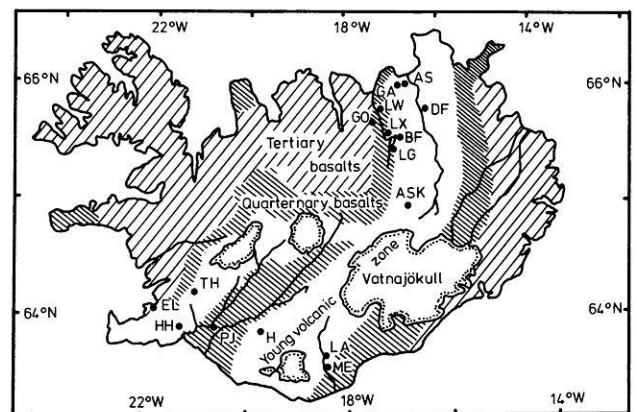 22°W 18°W 14°W
66°N 66°N
GA AS
GO LW DF
LX
BF
LG
Tertiary
basalts
Quarternary basalts
ASK
zone
Vatnajökull
TH
EL
64°N 64°N
HH PJ H
Young volcanic
LA
ME
22°W 18°W 14°W